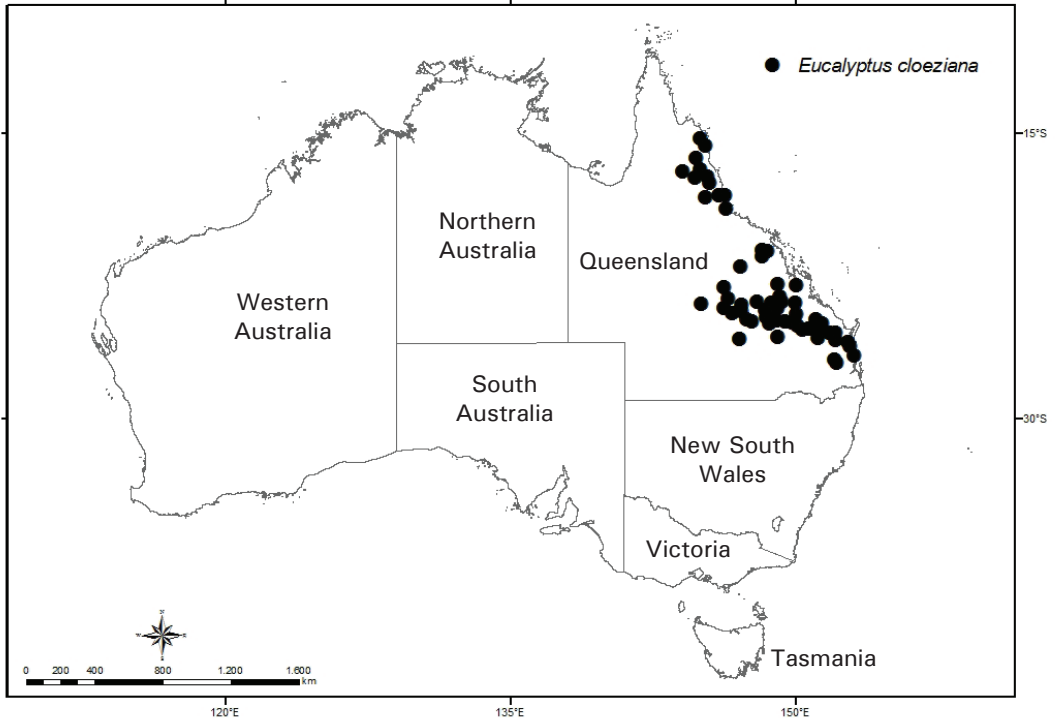 Eucalyptus cloeziana
15°S
Northern
Australia
Queensland
Western
Australia
South
Australia
30°S
New South
Wales
Victoria
Tasmania
0 200 400 800 1.200 1.600
km
120°E 135°E 150°E